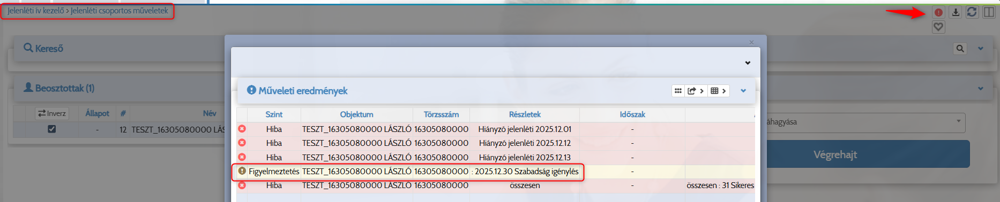 Jelenléti ív kezelő > Jelenléti csoportos műveletek
Kereső
Beosztottak (1)
Inverz Állapot # Név
- 12 TESZT_16305080000 LÁS
Műveleti eredmények
Szint Objektum Törzsszám Részletek Időszak
Hiba TESZT_16305080000 LÁSZLÓ 16305080000 Hiányzó jelenléti 2025.12.01 -
Hiba TESZT_16305080000 LÁSZLÓ 16305080000 Hiányzó jelenléti 2025.12.12 -
Hiba TESZT_16305080000 LÁSZLÓ 16305080000 Hiányzó jelenléti 2025.12.13 -
Figyelmeztetés TESZT_16305080000 LÁSZLÓ 16305080000 : 2025.12.30 Szabadság igénylés -
Hiba TESZT_16305080000 LÁSZLÓ 16305080000 összesen - összesen : 31 Sikeres
áhagyása
Végrehajt